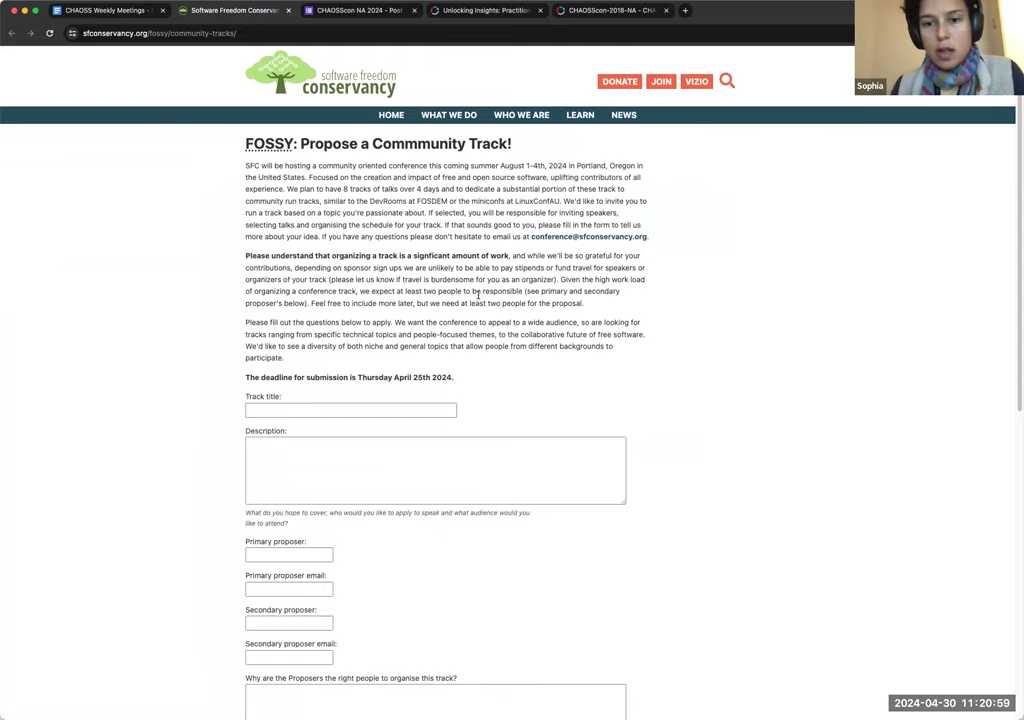 CHAOSS Weekly Meetings -
Software Freedom Conservan
CHAOSScon NA 2024 - Post
Unlocking Insights: Practition
CHAOSScon-2018-NA - CHA
sfconservancy.org/fossy/community-tracks/
Sophia
software freedom
conservancy
DONATE
JOIN
VIZIO
HOME
WHAT WE DO
WHO WE ARE
LEARN
NEWS
FOSSY: Propose a Commmunity Track!
SFC will be hosting a community oriented conference this coming summer August 1-4th, 2024 in Portland, Oregon in
the United States. Focused on the creation and impact of free and open source software, uplifting contributors of all
experience. We plan to have 8 tracks of talks over 4 days and to dedicate a substantial portion of these track to
community run tracks, similar to the DevRooms at FOSDEM or the miniconfs at LinuxConfAU. We'd like to invite you to
run a track based on a topic you're passionate about. If selected, you will be responsible for inviting speakers,
selecting talks and organising the schedule for your track. If that sounds good to you, please fill in the form to tell us
more about your idea. If you have any questions please don't hesitate to email us at conference@sfconservancy.org.
Please understand that organizing a track is a signficant amount of work, and while we'll be so grateful for your
contributions, depending on sponsor sign ups we are unlikely to be able to pay stipends or fund travel for speakers or
organizers of your track (please let us know if travel is burdensome for you as an organizer). Given the high work load
of organizing a conference track, we expect at least two people to be responsible (see primary and secondary
proposer's below). Feel free to include more later, but we need at least two people for the proposal.
Please fill out the questions below to apply. We want the conference to appeal to a wide audience, so are looking for
tracks ranging from specific technical topics and people-focused themes, to the collaborative future of free software.
We'd like to see a diversity of both niche and general topics that allow people from different backgrounds to
participate.
The deadline for submission is Thursday April 25th 2024.
Track title:
Description:
What do you hope to cover, who would you like to apply to speak and what audience would you
like to attend?
Primary proposer:
Primary proposer email:
Secondary proposer:
Secondary proposer email:
Why are the Proposers the right people to organise this track?
2024-04-30 11:20:59